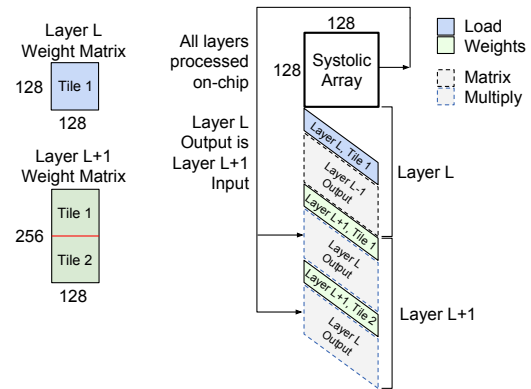 Layer L
Weight Matrix
128
Tile 1
128
Layer L+1
Weight Matrix
256
Tile 1
Tile 2
128
All layers
processed
on-chip
Layer L
Output is
Layer L+1
Input
128
128
Systolic
Array
Layer L, Tile 1
Layer L-1
Output
Layer L+1, Tile 1
Layer L
Output
Layer L+1, Tile 2
Layer L
Output
Layer L
Layer L+1
Load
Weights
Matrix
Multiply